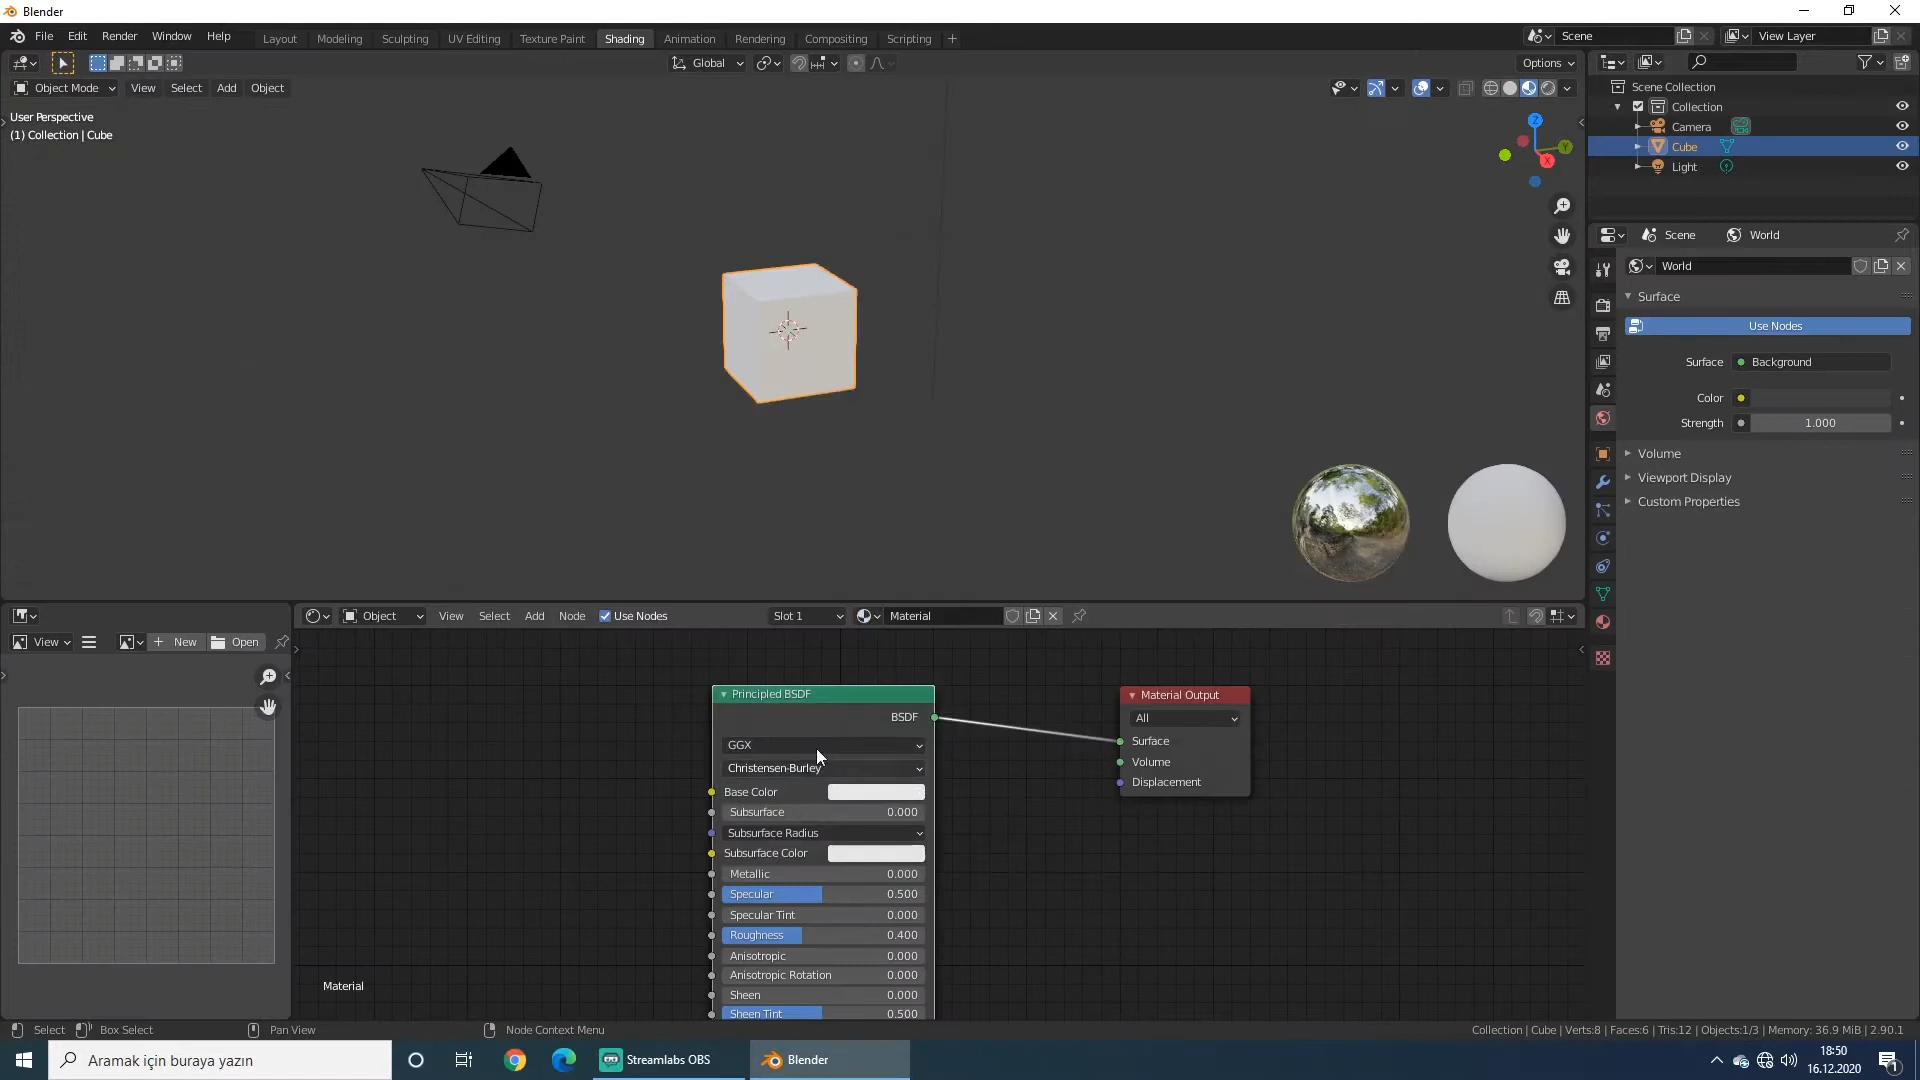 Blender
File Edit Render Window Help
Layout Modeling Sculpting UV Editing Texture Paint Shading Animation Rendering Compositing Scripting
Scene
View Layer
Global
Options
Object Mode View Select Add Object
User Perspective
(1) Collection | Cube
Z
Y
X
Scene Collection
Collection
Camera
Cube
Light
Scene World
World
Surface
Use Nodes
Surface Background
Color
Strength 1.000
Volume
Viewport Display
Custom Properties
View New Open
Object View Select Add Node Use Nodes Slot 1 Material
Principled BSDF
BSDF
GGX
Christensen-Burley
Base Color
Subsurface 0.000
Subsurface Radius
Subsurface Color
Metallic 0.000
Specular 0.500
Specular Tint 0.000
Roughness 0.400
Anisotropic 0.000
Anisotropic Rotation 0.000
Sheen 0.000
Sheen Tint 0.500
Material Output
All
Surface
Volume
Displacement
Material
Select Box Select Pan View Node Context Menu
Collection | Cube | Verts:8 | Faces:6 | Tris:12 | Objects:1/3 | Memory: 36.9 MiB | 2.90.1
Aramak için buraya yazın
Streamlabs OBS
Blender
18:50
16.12.2020
1